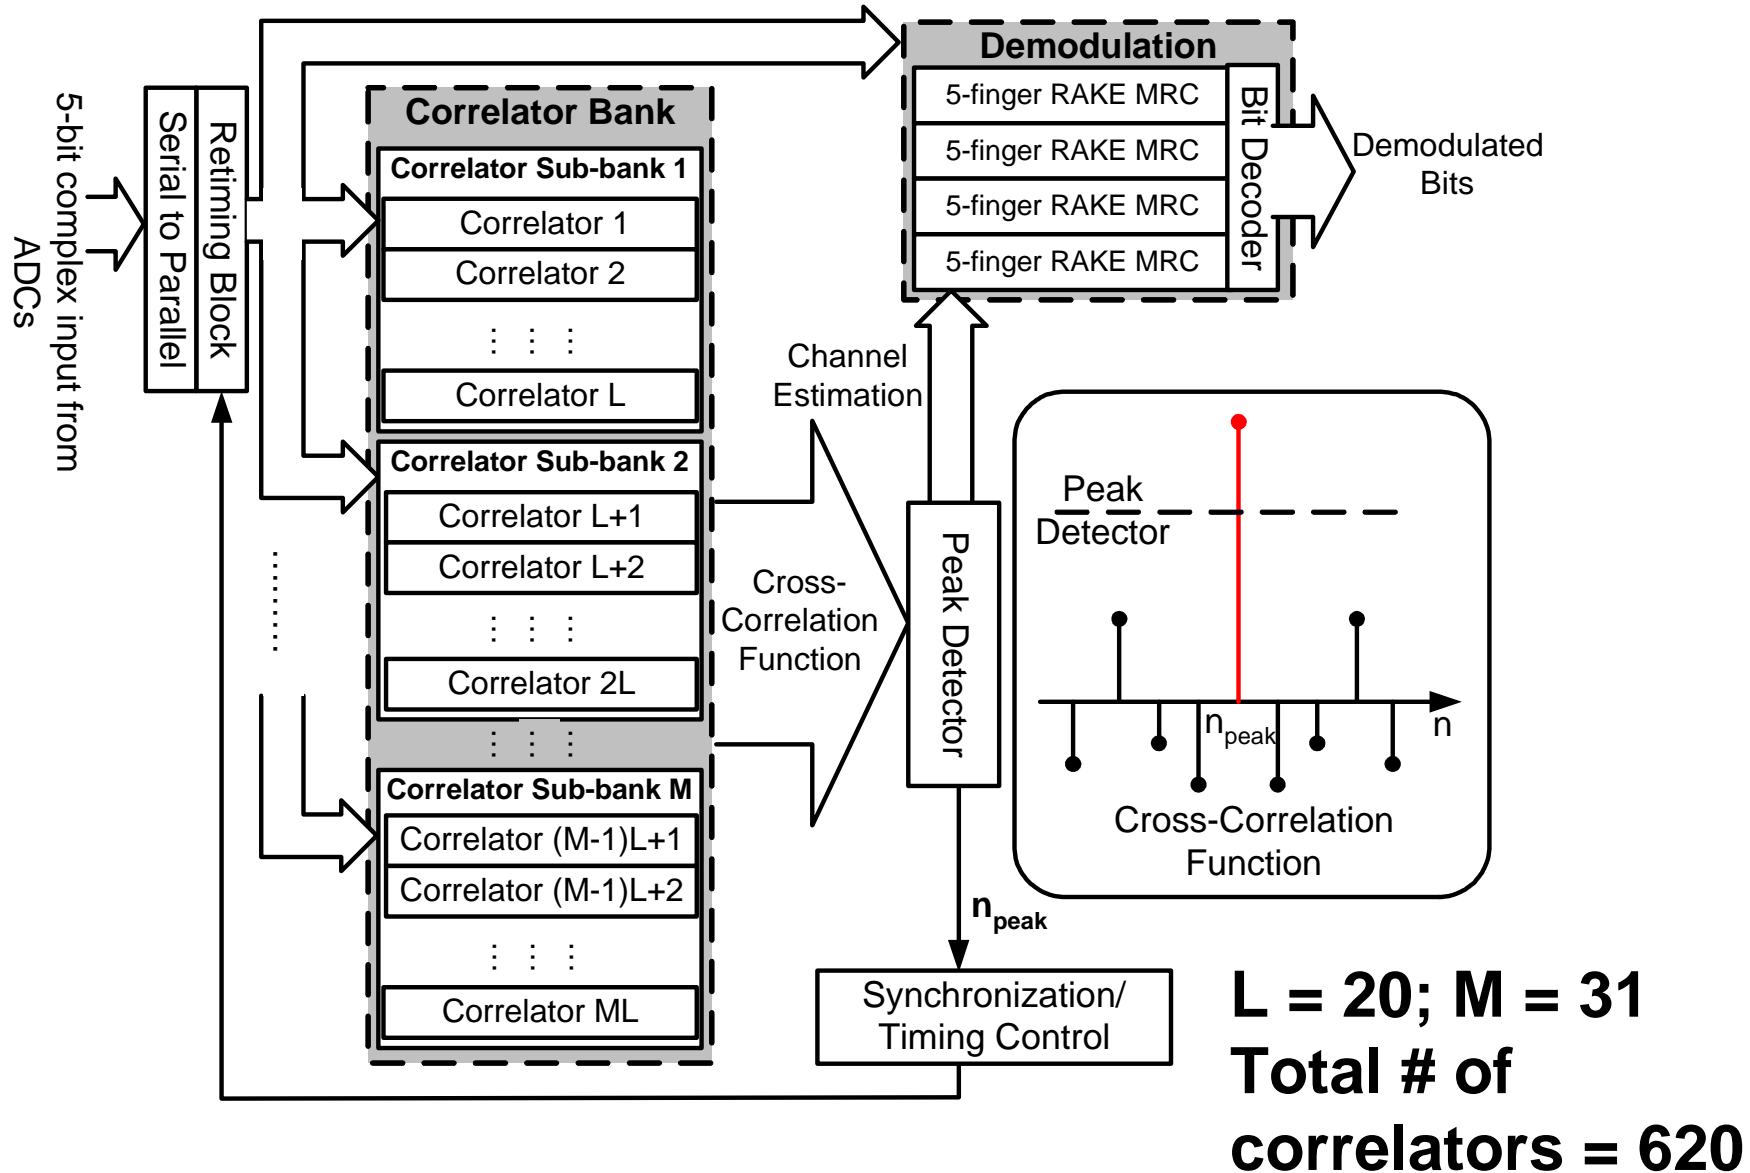 5-bit complex input from
ADCs
Serial to Parallel
Retiming Block
Correlator Bank
Correlator Sub-bank 1
Correlator 1
Correlator 2
Correlator L
Correlator Sub-bank 2
Correlator L+1
Correlator L+2
Correlator 2L
Correlator Sub-bank M
Correlator (M-1)L+1
Correlator (M-1)L+2
Correlator ML
Demodulation
5-finger RAKE MRC
5-finger RAKE MRC
5-finger RAKE MRC
5-finger RAKE MRC
Bit Decoder
Demodulated
Bits
Channel
Estimation
Cross-
Correlation
Function
Peak Detector
Peak
Detector
n_peak
n
Cross-Correlation
Function
n_peak
Synchronization/
Timing Control
L = 20; M = 31
Total # of
correlators = 620